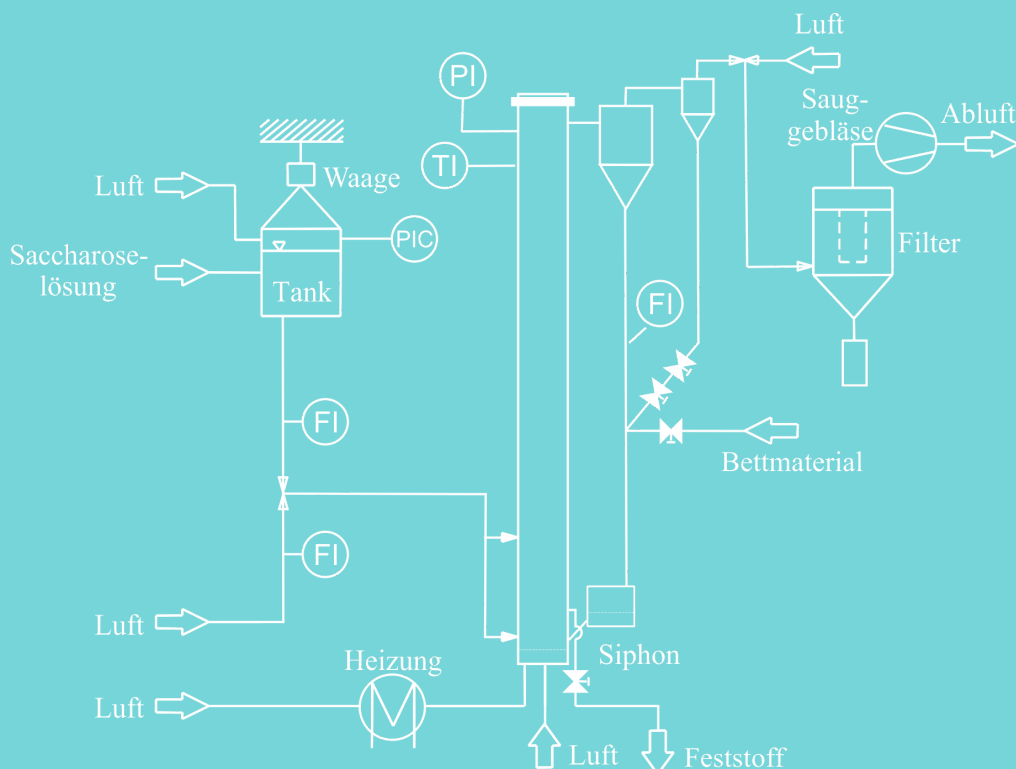 Luft
PI
Saug-
gebläse
Abluft
TI
Waage
Luft
PIC
Filter
Saccharose-
lösung
Tank
FI
FI
Bettmaterial
FI
Luft
Siphon
Heizung
Luft
Luft
Feststoff